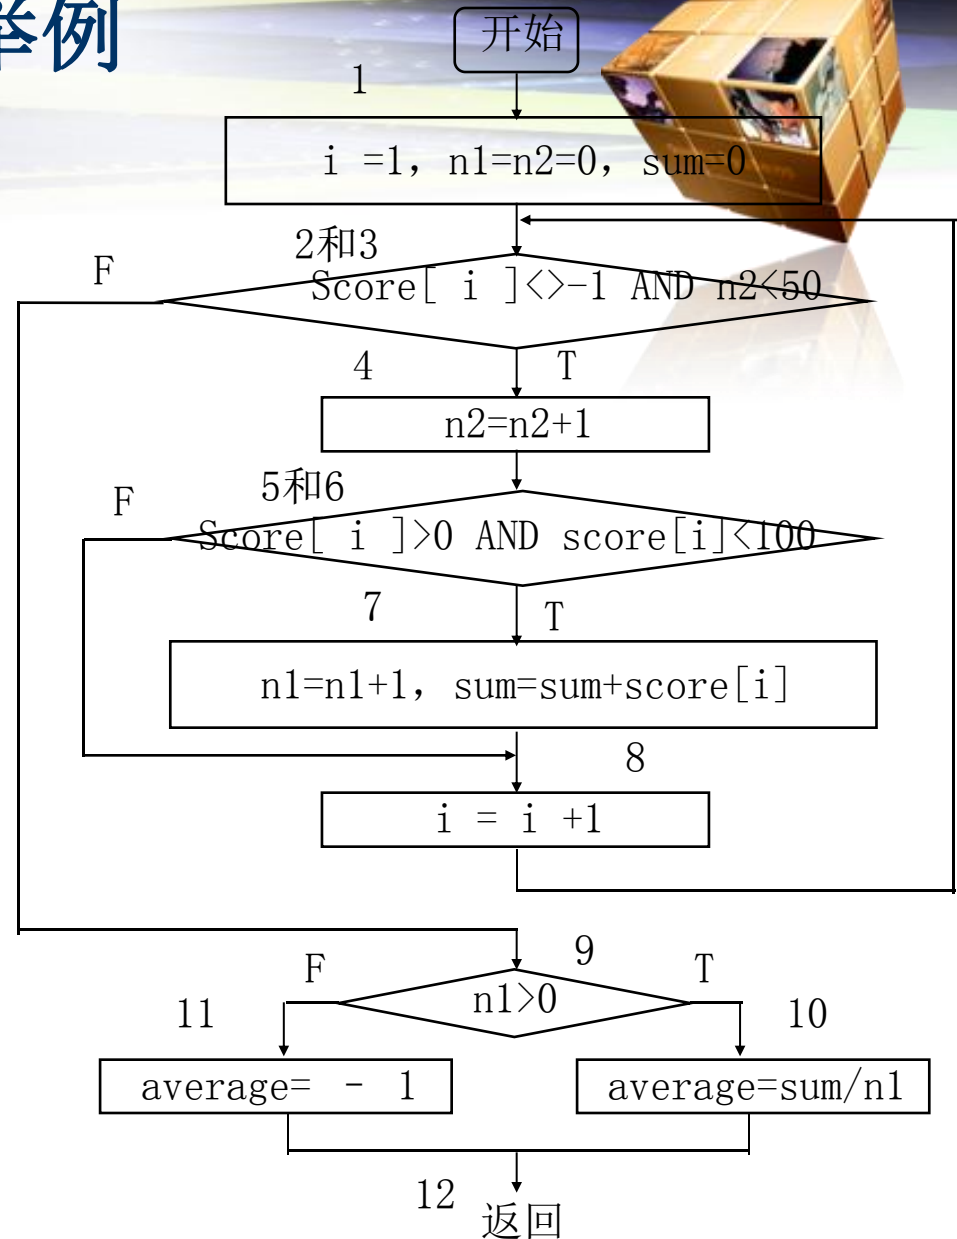 举例
开始
1
i =1, n1=n2=0, sum=0
2和3
F
Score[ i ]<>-1 AND n2<50
4
T
n2=n2+1
5和6
F
Score[ i ]>0 AND score[i]<100
7
T
n1=n1+1, sum=sum+score[i]
8
i = i +1
9
F
T
n1>0
11
10
average= - 1
average=sum/n1
12
返回